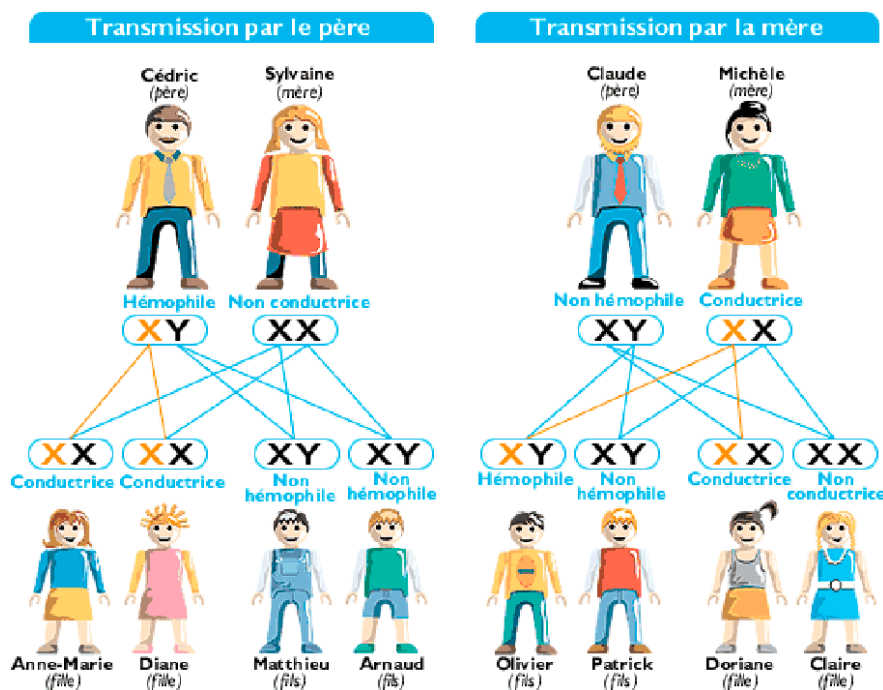 Transmission par le père
Transmission par la mère
Cédric
(père)
Sylvaine
(mère)
Claude
(père)
Michèle
(mère)
Hémophile
Non conductrice
Non hémophile
Conductrice
XY
XX
XY
XX
XX
XX
XY
XY
XY
XY
XX
XX
Conductrice
Conductrice
Non
hémophile
Non
hémophile
Hémophile
Non
hémophile
Conductrice
Non
conductrice
Anne-Marie
(fille)
Diane
(fille)
Matthieu
(fils)
Arnaud
(fils)
Olivier
(fils)
Patrick
(fils)
Doriane
(fille)
Claire
(fille)